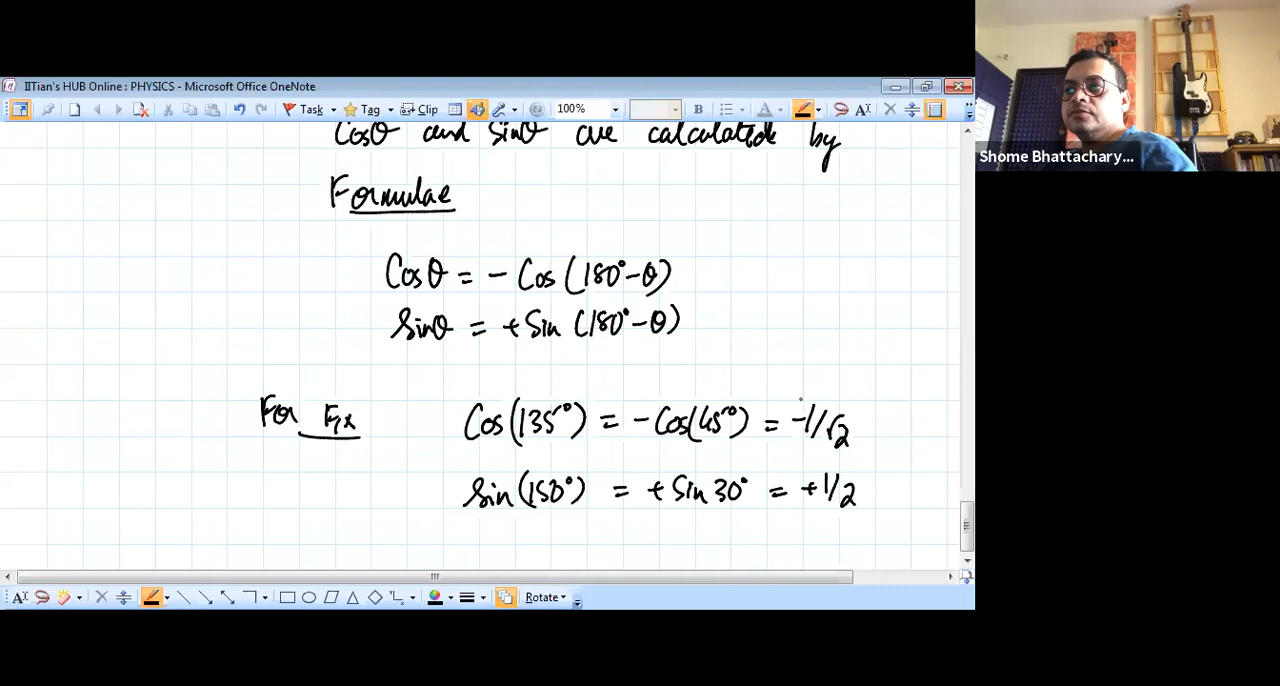 IITian's HUB Online : PHYSICS - Microsoft Office OneNote
Task Tag Clip 100% B A
Shome Bhattachary...
Cosθ and sinθ are calculated by
Formulae
Cosθ = - Cos (180°-θ)
sinθ = + Sin (180°-θ)
For Ex Cos(135°) = -Cos(45°) = -1/√2
sin(150°) = + Sin 30° = +1/2
Rotate